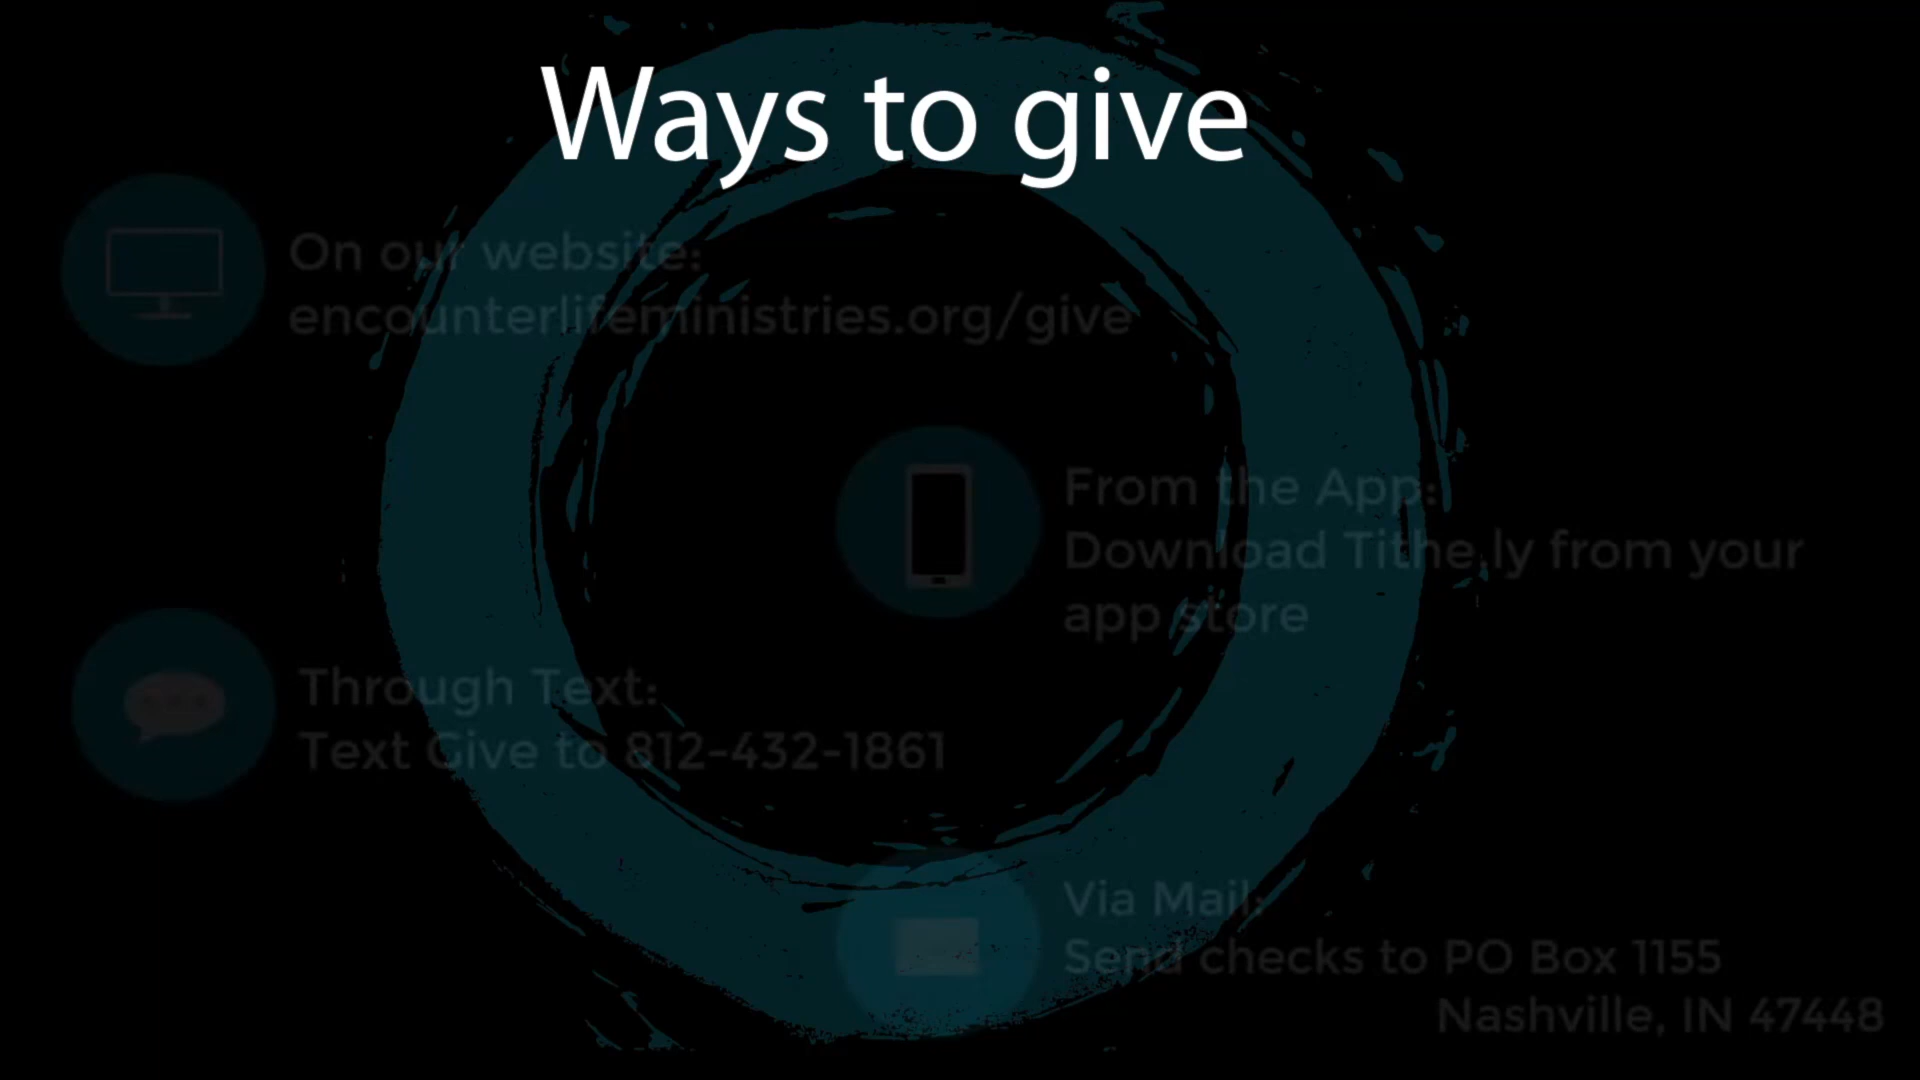 Ways to give
On our website:
encounterlifeministries.org/give
From the App:
Download Tithe.ly from your
app store
Through Text:
Text Give to 812-432-1861
Via Mail:
Send checks to PO Box 1155
Nashville, IN 47448